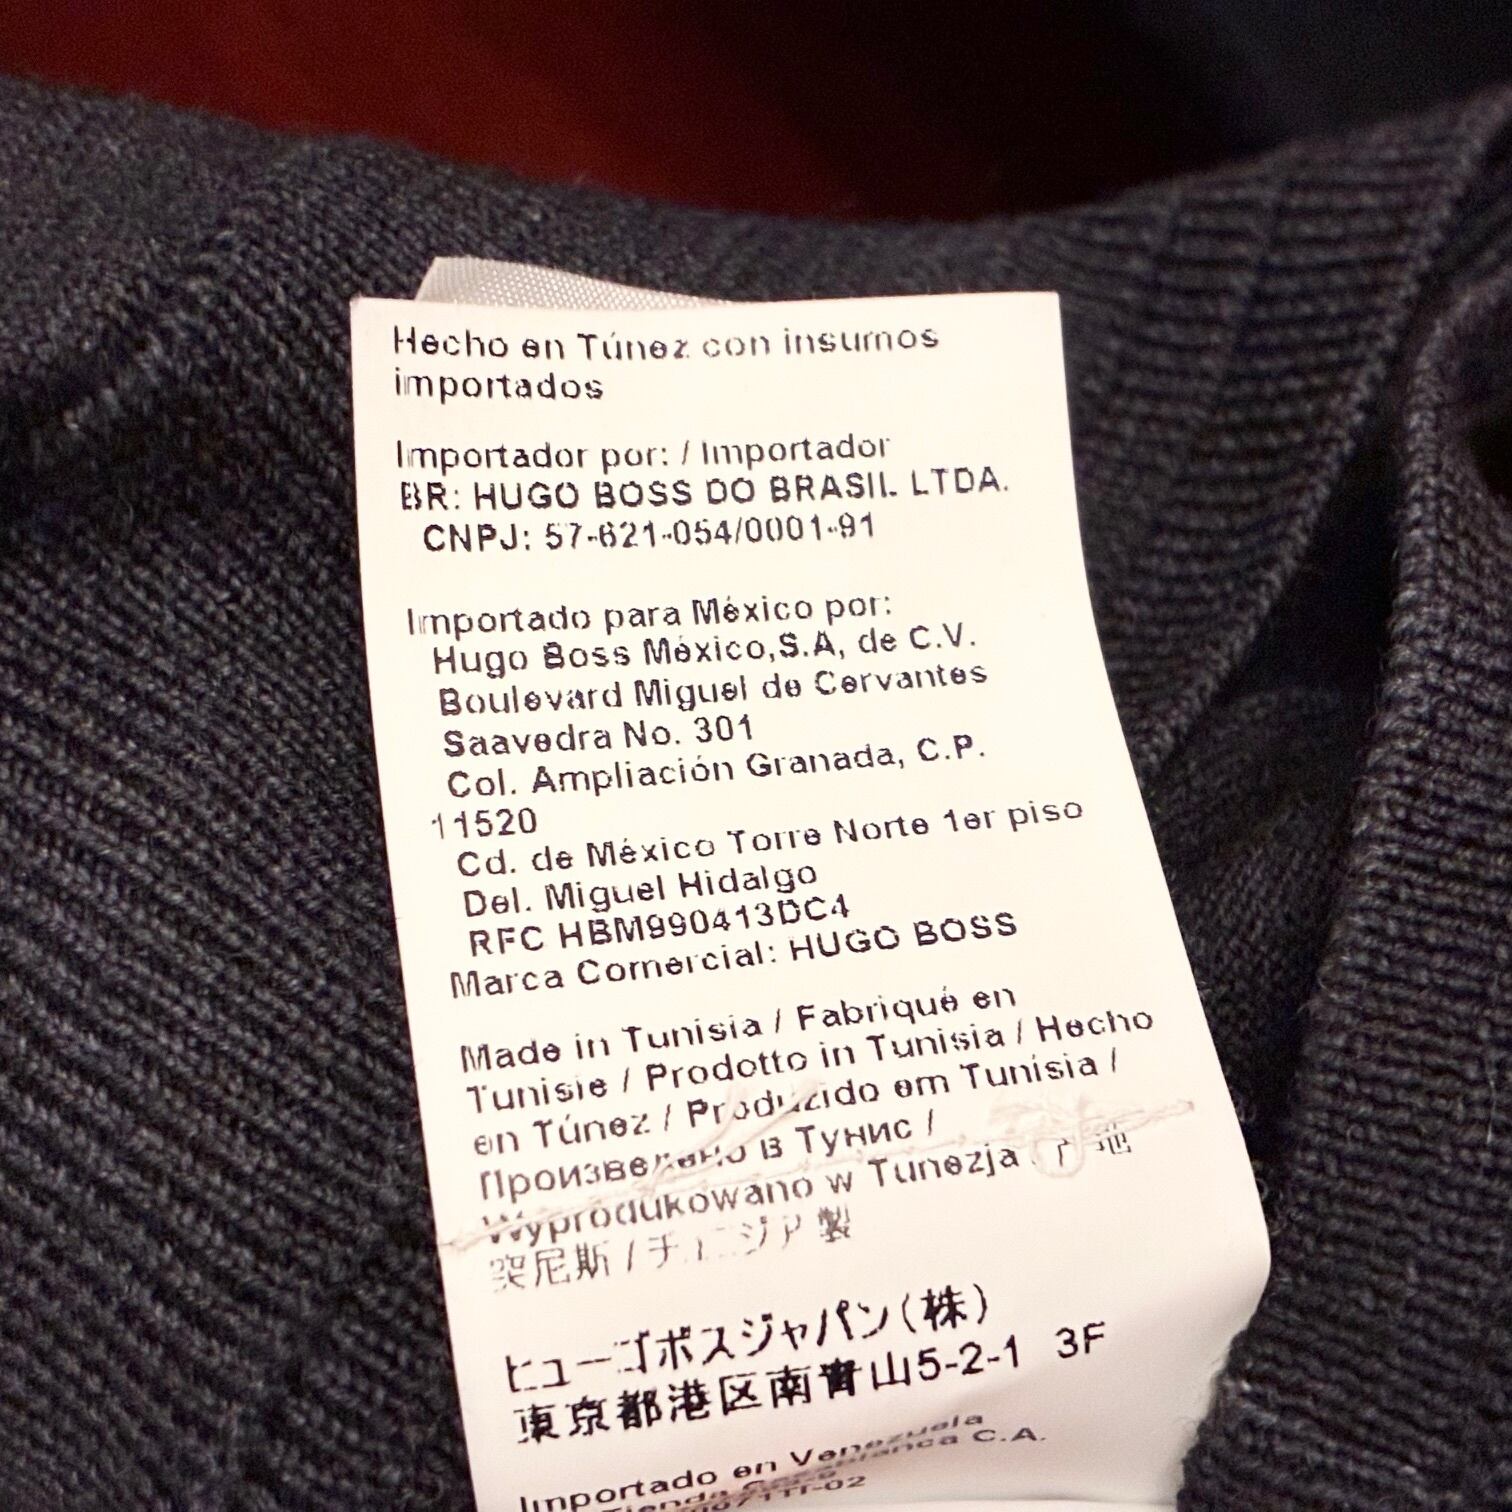 Hecho en Túnez con insumos
importados
Importador por: / Importador
BR: HUGO BOSS DO BRASIL LTDA.
CNPJ: 57-621-054/0001-91
Importado para México por:
Hugo Boss México,S.A, de C.V.
Boulevard Miguel de Cervantes
Saavedra No. 301
Col. Ampliación Granada, C.P.
11520
Cd. de México Torre Norte 1er piso
Del. Miguel Hidalgo
RFC HBM990413DC4
Marca Comercial: HUGO BOSS
Made in Tunisia / Fabriqué en
Tunisie / Prodotto in Tunisia / Hecho
en Túnez / Produzido em Tunísia /
Произведено в Тунис /
Wyprodukowano w Tunezja
突尼斯 / チュニジア 製
ヒューゴボスジャパン(株)
東京都港区南青山5-2-1 3F
Importado en Venezuela
Tienda C.A.